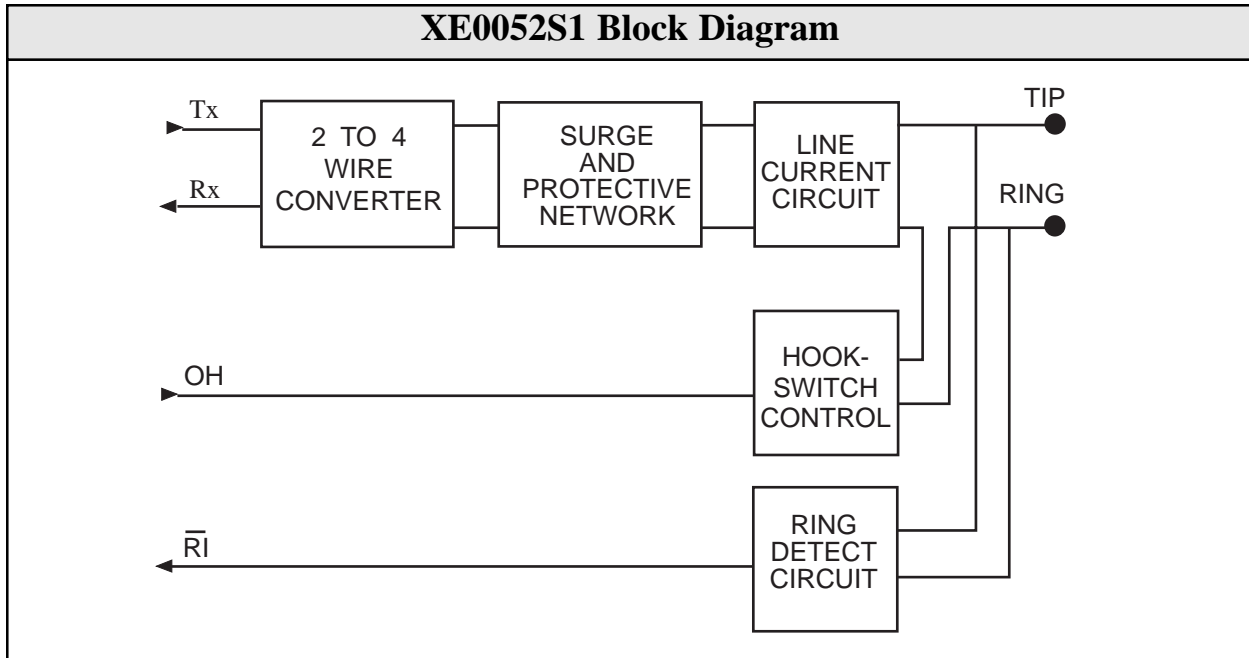 XE0052S1 Block Diagram
Tx
Rx
2 TO 4
WIRE
CONVERTER
SURGE
AND
PROTECTIVE
NETWORK
LINE
CURRENT
CIRCUIT
TIP
RING
OH
HOOK-
SWITCH
CONTROL
R̅I̅
RING
DETECT
CIRCUIT